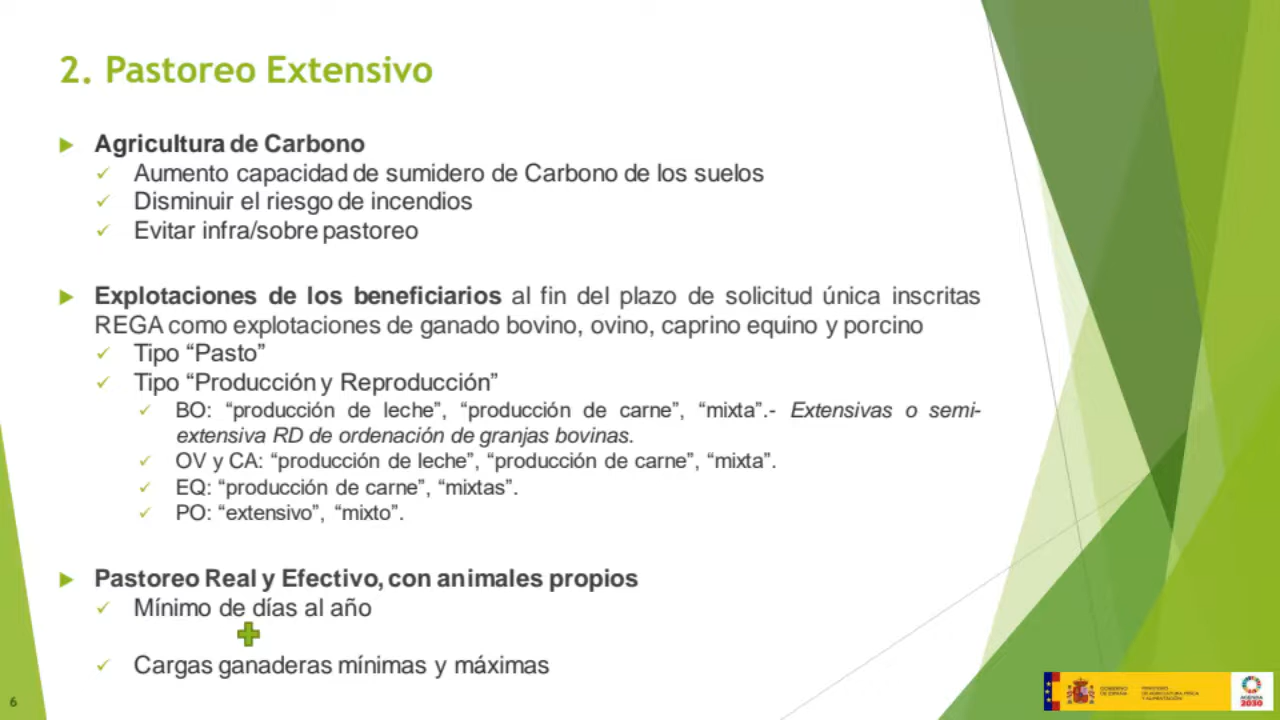 2. Pastoreo Extensivo
Agricultura de Carbono
Aumento capacidad de sumidero de Carbono de los suelos
Disminuir el riesgo de incendios
Evitar infra/sobre pastoreo
Explotaciones de los beneficiarios al fin del plazo de solicitud única inscritas
REGA como explotaciones de ganado bovino, ovino, caprino equino y porcino
Tipo “Pasto”
Tipo “Producción y Reproducción”
BO: “producción de leche”, “producción de carne”, “mixta”.- Extensivas o semi-
extensiva RD de ordenación de granjas bovinas.
OV y CA: “producción de leche”, “producción de carne”, “mixta”.
EQ: “producción de carne”, “mixtas”.
PO: “extensivo”, “mixto”.
Pastoreo Real y Efectivo, con animales propios
Mínimo de días al año
Cargas ganaderas mínimas y máximas
6
GOBIERNO
DE ESPAÑA
MINISTERIO
DE AGRICULTURA, PESCA
Y ALIMENTACIÓN
AGENDA
2030